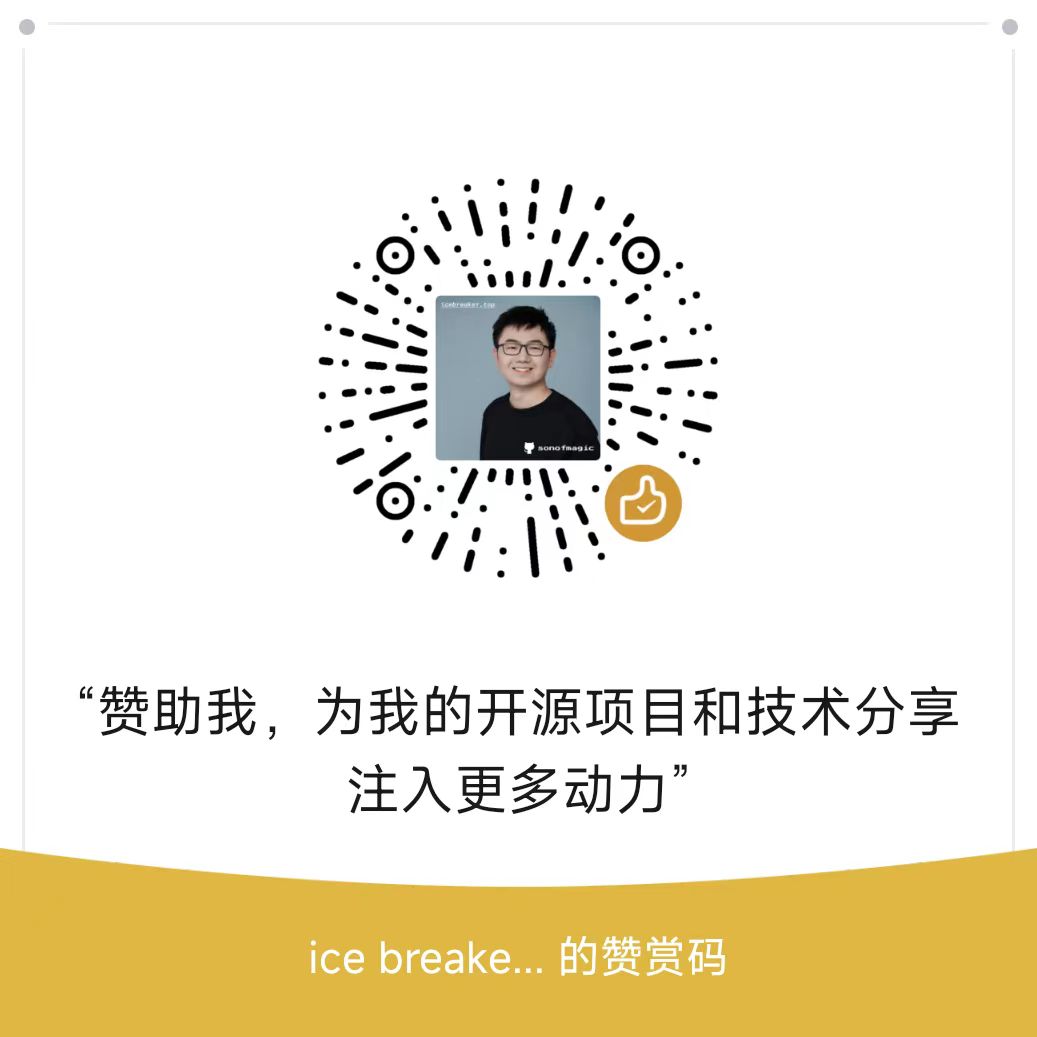 icebreaker.top
sonofmagic
“赞助我，为我的开源项目和技术分享
注入更多动力”
ice breake... 的赞赏码